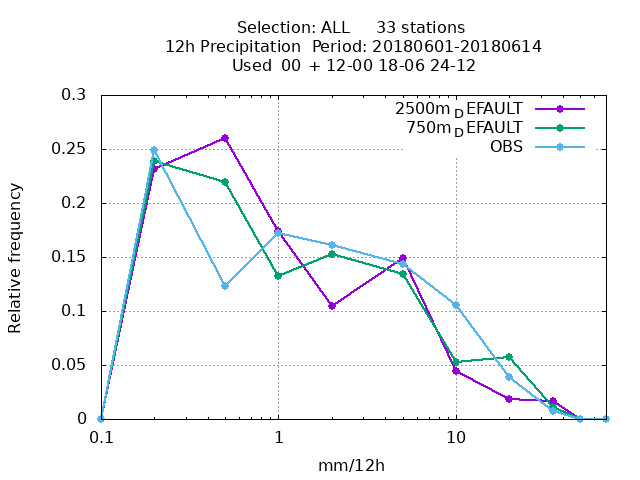 Selection: ALL 33 stations
12h Precipitation Period: 20180601-20180614
Used 00 + 12-00 18-06 24-12
2500m_DEFAULT
750m_DEFAULT
OBS
0.3
0.25
0.2
0.15
0.1
0.05
0
Relative frequency
0.1 1 10
mm/12h